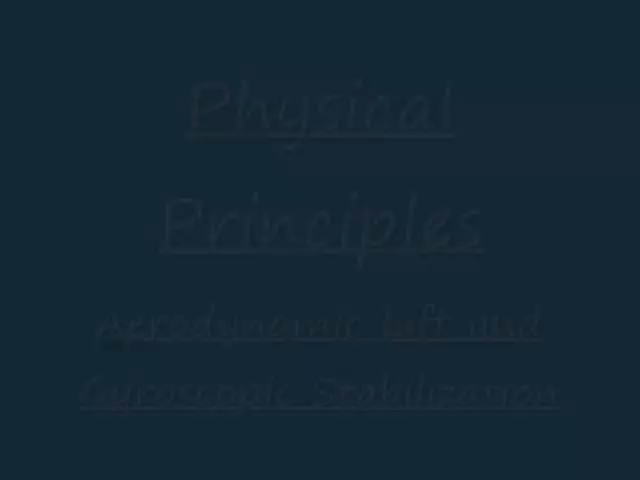 Physical
Principles
Aerodynamic Lift and
Gyroscopic Stabilization